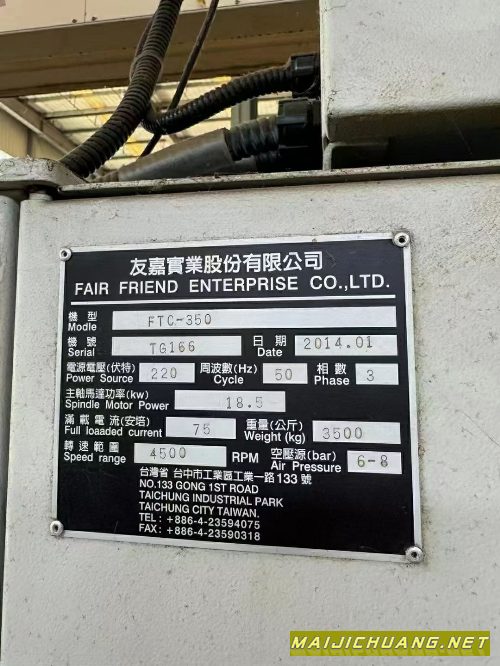 友嘉實業股份有限公司
FAIR FRIEND ENTERPRISE CO.,LTD.
機 型
Modle FTC-350
機 號 日 期
Serial TG166 Date 2014.01
電源電壓(伏特) 周波數(Hz) 相 數
Power Source 220 Cycle 50 Phase 3
主軸馬達功率(kw)
Spindle Motor Power 18.5
滿 載 電 流(安培) 重量(公斤)
Full loaaded current 75 Weight (kg) 3500
轉 速 範 圍 空壓源(bar)
Speed range 4500 RPM Air Pressure 6-8
台灣省 台中市工業區工業一路133號
NO.133 GONG 1ST ROAD
TAICHUNG INDUSTRIAL PARK
TAICHUNG CITY TAIWAN.
TEL : +886-4-23594075
FAX : +886-4-23590318
MAIJICHUANG.NET